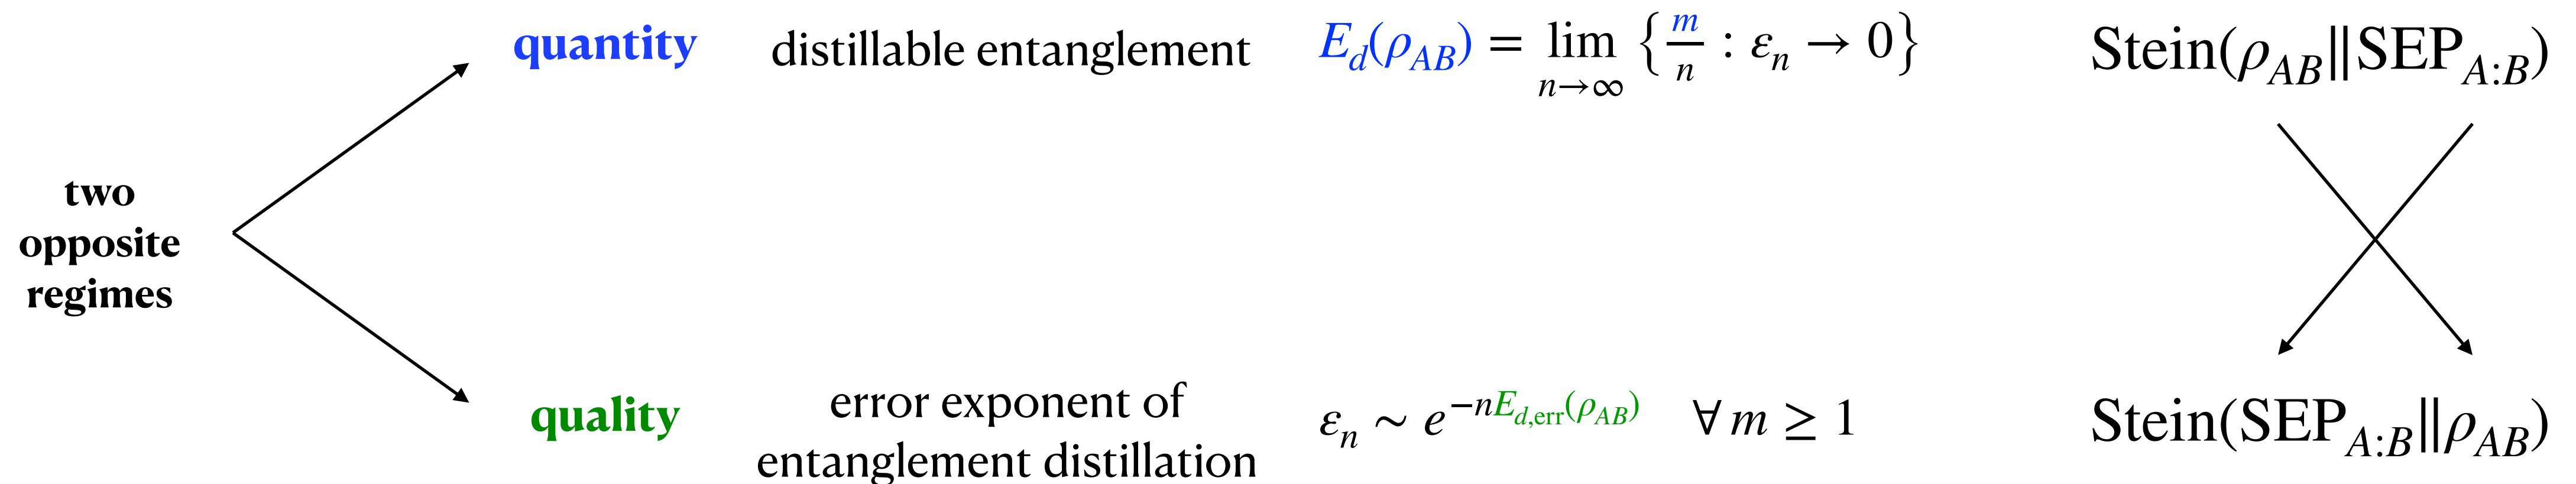 two
opposite
regimes
quantity
distillable entanglement
E_d(ρ_AB) = lim_{n→∞} { m/n : ε_n → 0 }
Stein(ρ_AB‖SEP_A:B)
quality
error exponent of
entanglement distillation
ε_n ∼ e^{−nE_{d,err}(ρ_AB)} ∀ m ≥ 1
Stein(SEP_A:B‖ρ_AB)